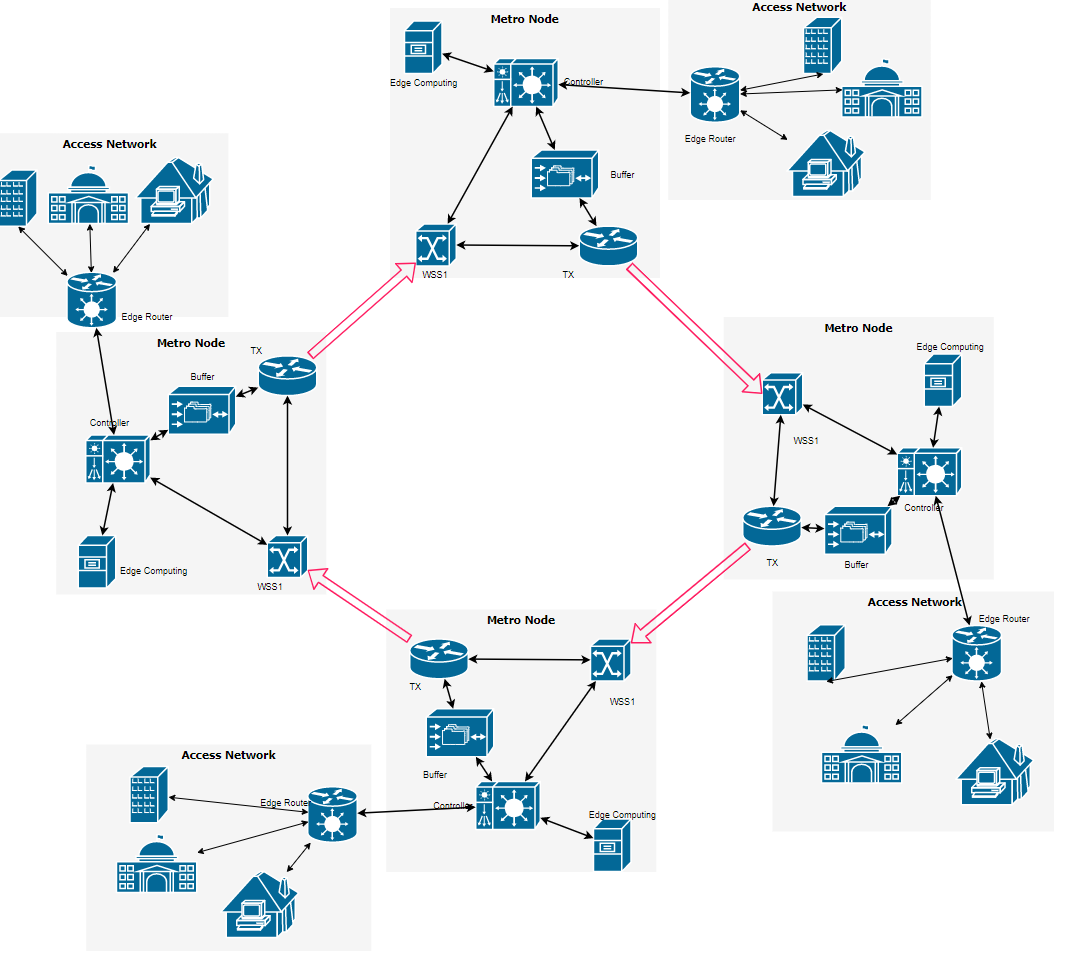 Metro Node
Edge Computing
Controller
Buffer
WSS1
TX
Access Network
Edge Router
Access Network
Edge Router
Metro Node
TX
Buffer
Controller
Edge Computing
WSS1
Metro Node
Edge Computing
WSS1
Controller
TX
Buffer
Access Network
Edge Router
Metro Node
TX
WSS1
Buffer
Controller
Edge Computing
Access Network
Edge Router